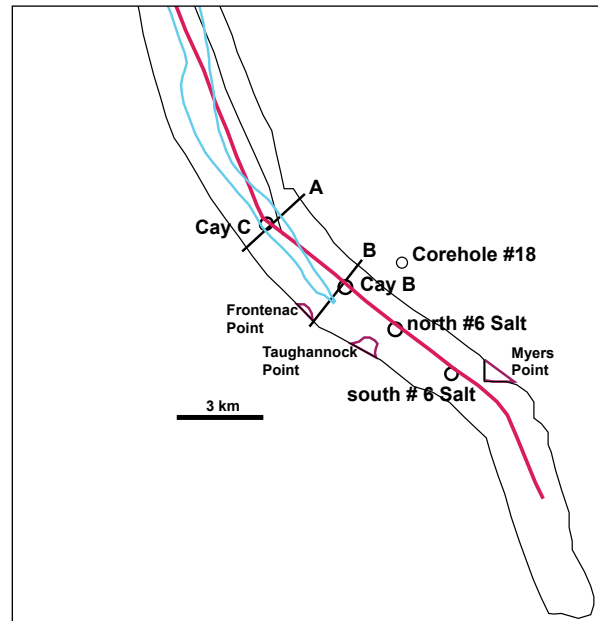 A
Cay C
B
Corehole #18
Cay B
Frontenac
Point
north #6 Salt
Taughannock
Point
Myers
Point
south # 6 Salt
3 km